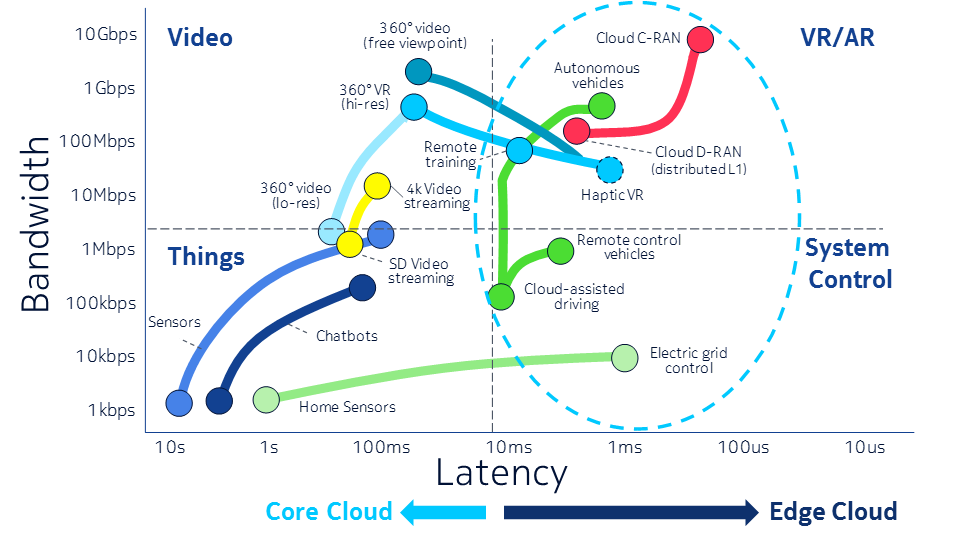 Video
VR/AR
360° video
(free viewpoint)
Cloud C-RAN
10Gbps
1Gbps
100Mbps
10Mbps
1Mbps
100kbps
10kbps
1kbps
Bandwidth
360° VR
(hi-res)
Autonomous
vehicles
Remote
training
Cloud D-RAN
(distributed L1)
Haptic VR
360° video
(lo-res)
4k Video
streaming
Things
System
Control
SD Video
streaming
Remote control
vehicles
Cloud-assisted
driving
Sensors
Chatbots
Electric grid
control
Home Sensors
10s
1s
100ms
10ms
1ms
100us
10us
Latency
Core Cloud
Edge Cloud